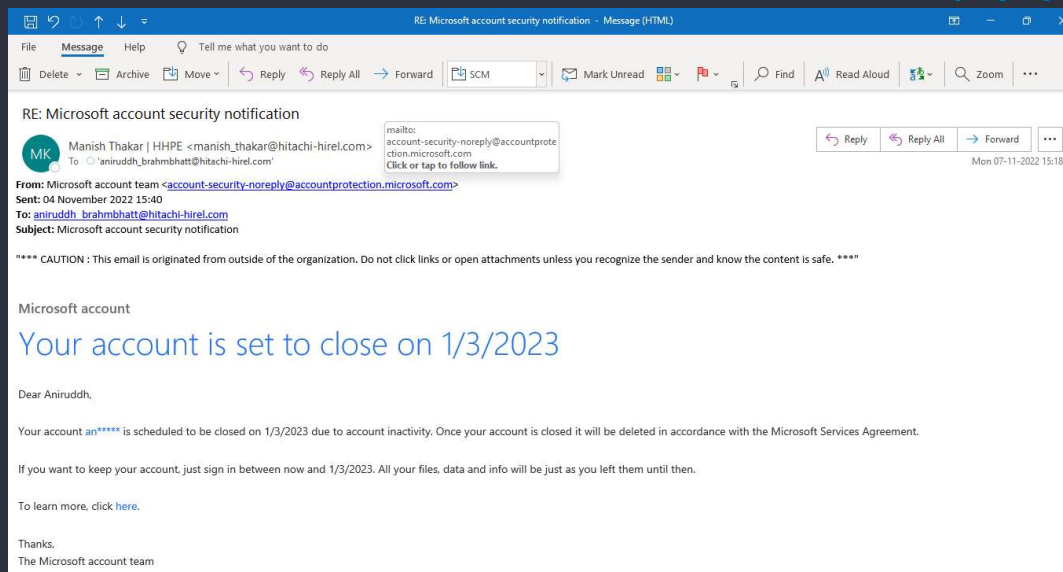 RE: Microsoft account security notification - Message (HTML)
File Message Help Tell me what you want to do
Delete Archive Move Reply Reply All Forward SCM Mark Unread Find Read Aloud Zoom
RE: Microsoft account security notification
MK
Manish Thakar | HHPE <manish_thakar@hitachi-hirel.com>
To 'aniruddh_brahmbhatt@hitachi-hirel.com'
mailto:
account-security-noreply@accountprote
ction.microsoft.com
Click or tap to follow link.
Reply Reply All Forward
Mon 07-11-2022 15:18
From: Microsoft account team <account-security-noreply@accountprotection.microsoft.com>
Sent: 04 November 2022 15:40
To: aniruddh_brahmbhatt@hitachi-hirel.com
Subject: Microsoft account security notification
"*** CAUTION : This email is originated from outside of the organization. Do not click links or open attachments unless you recognize the sender and know the content is safe. ***"
Microsoft account
Your account is set to close on 1/3/2023
Dear Aniruddh,
Your account an***** is scheduled to be closed on 1/3/2023 due to account inactivity. Once your account is closed it will be deleted in accordance with the Microsoft Services Agreement.
If you want to keep your account, just sign in between now and 1/3/2023. All your files, data and info will be just as you left them until then.
To learn more, click here.
Thanks,
The Microsoft account team